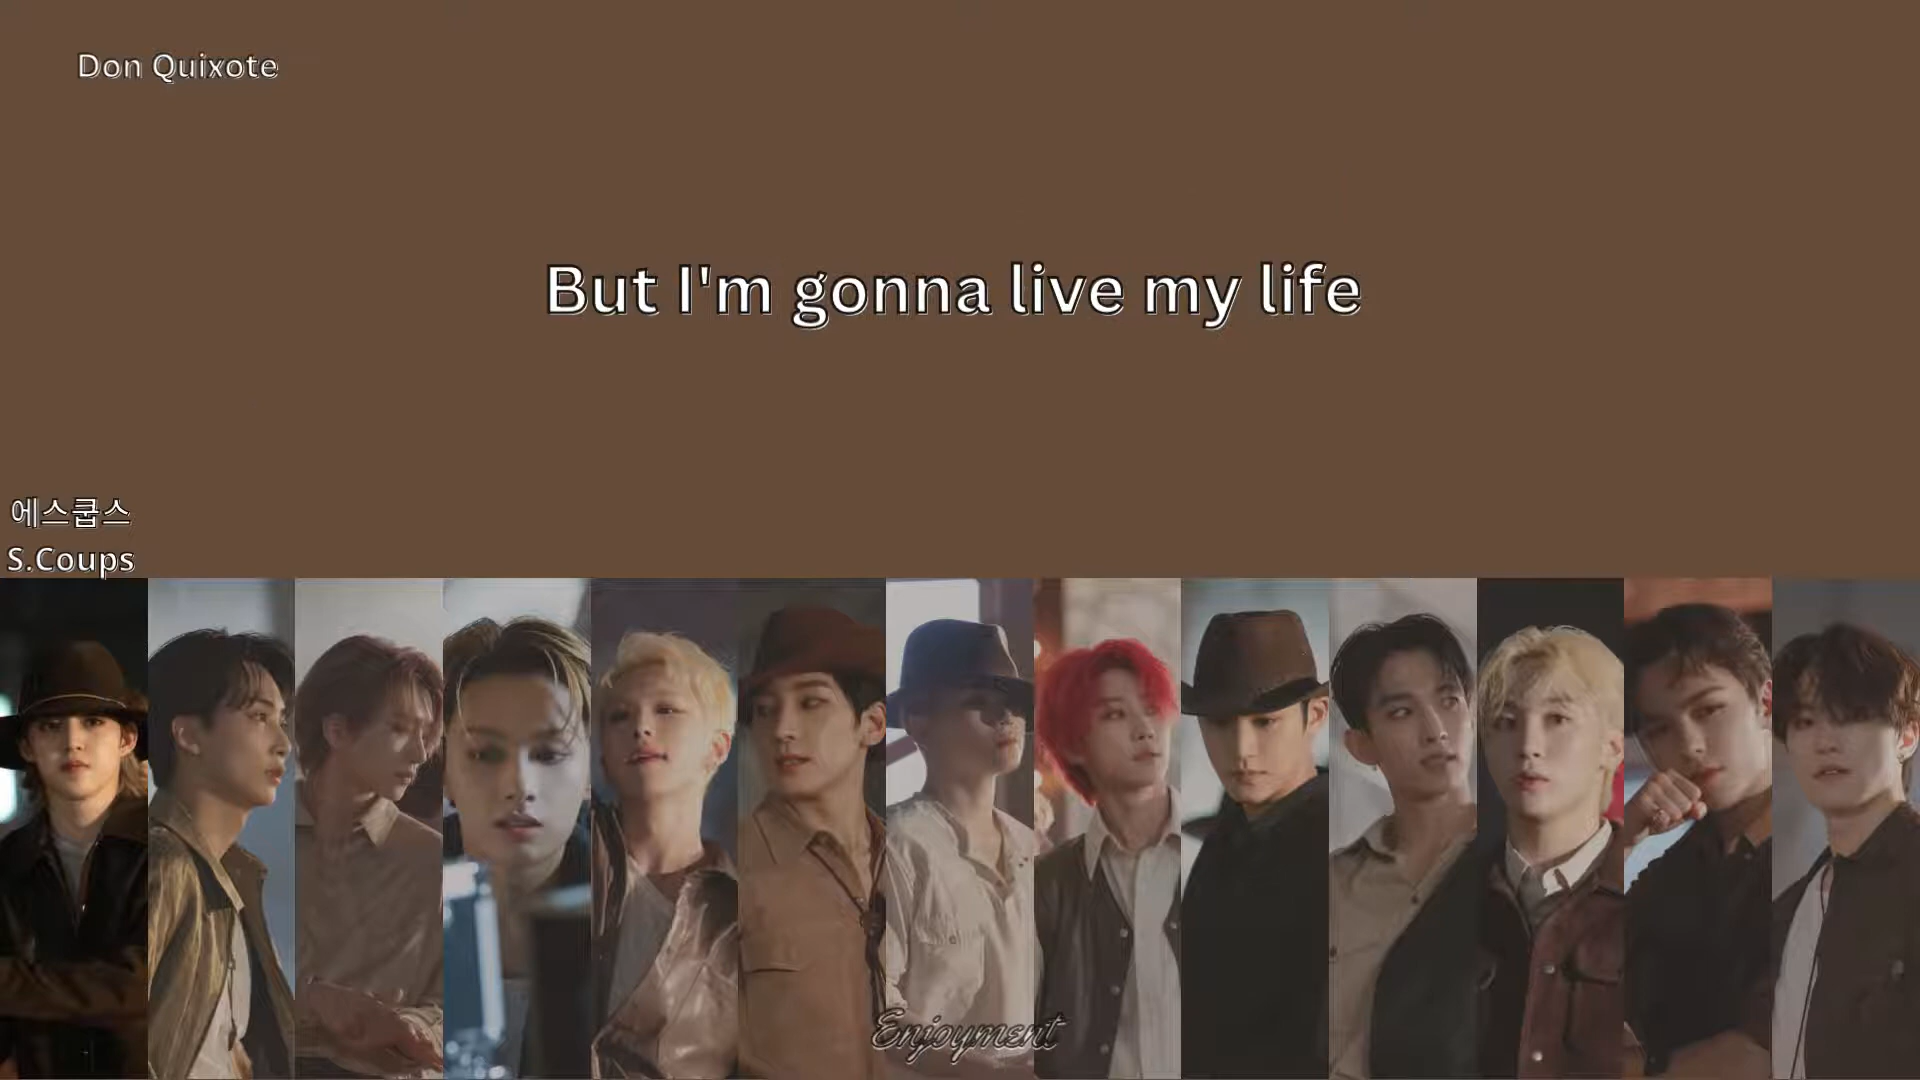 Don Quixote
But I'm gonna live my life
에스쿱스
S.Coups
Enjoyment